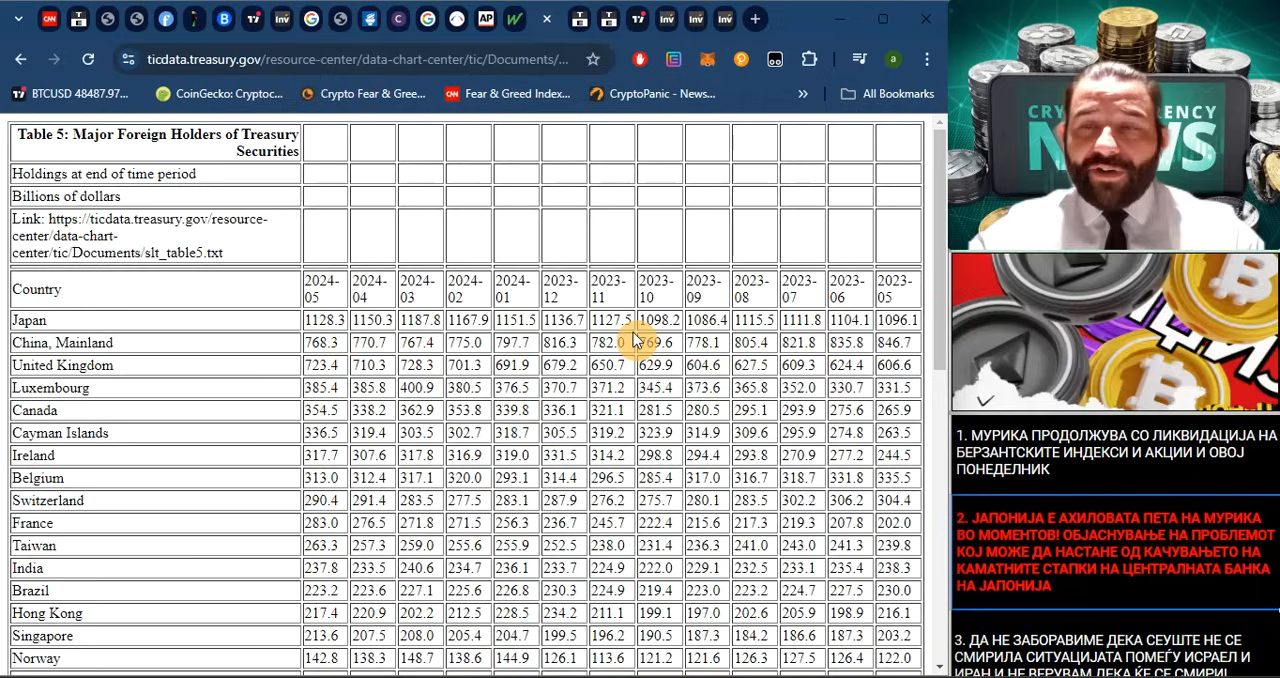 ticdata.treasury.gov/resource-center/data-chart-center/tic/Documents/...
BTCUSD 48487.97... CoinGecko: Cryptoc... Crypto Fear & Gree... Fear & Greed Index... CryptoPanic - News... » All Bookmarks
Table 5: Major Foreign Holders of Treasury
Securities
Holdings at end of time period
Billions of dollars
Link: https://ticdata.treasury.gov/resource-
center/data-chart-
center/tic/Documents/slt_table5.txt
Country 2024-05 2024-04 2024-03 2024-02 2024-01 2023-12 2023-11 2023-10 2023-09 2023-08 2023-07 2023-06 2023-05
Japan 1128.3 1150.3 1187.8 1167.9 1151.5 1136.7 1127.5 1098.2 1086.4 1115.5 1111.8 1104.1 1096.1
China, Mainland 768.3 770.7 767.4 775.0 797.7 816.3 782.0 769.6 778.1 805.4 821.8 835.8 846.7
United Kingdom 723.4 710.3 728.3 701.3 691.9 679.2 650.7 629.9 604.6 627.5 609.3 624.4 606.6
Luxembourg 385.4 385.8 400.9 380.5 376.5 370.7 371.2 345.4 373.6 365.8 352.0 330.7 331.5
Canada 354.5 338.2 362.9 353.8 339.8 336.1 321.1 281.5 280.5 295.1 293.9 275.6 265.9
Cayman Islands 336.5 319.4 303.5 302.7 318.7 305.5 319.2 323.9 314.9 309.6 295.9 274.8 263.5
Ireland 317.7 307.6 317.8 316.9 319.0 331.5 314.2 298.8 294.4 293.8 270.9 277.2 244.5
Belgium 313.0 312.4 317.1 320.0 293.1 314.4 296.5 285.4 317.0 316.7 318.7 331.8 335.5
Switzerland 290.4 291.4 283.5 277.5 283.1 287.9 276.2 275.7 280.1 283.5 302.2 306.2 304.4
France 283.0 276.5 271.8 271.5 256.3 236.7 245.7 222.4 215.6 217.3 219.3 207.8 202.0
Taiwan 263.3 257.3 259.0 255.6 255.9 252.5 238.0 231.4 236.3 241.0 243.0 241.3 239.8
India 237.8 233.5 240.6 234.7 236.1 233.7 224.9 222.0 229.1 232.5 233.1 235.4 238.3
Brazil 223.2 223.6 227.1 225.6 226.8 230.3 224.9 219.4 223.0 223.2 224.7 227.5 230.0
Hong Kong 217.4 220.9 202.2 212.5 228.5 234.2 211.1 199.1 197.0 202.6 205.9 198.9 216.1
Singapore 213.6 207.5 208.0 205.4 204.7 199.5 196.2 190.5 187.3 184.2 186.6 187.3 203.2
Norway 142.8 138.3 148.7 138.6 144.9 126.1 113.6 121.2 121.6 126.3 127.5 126.4 122.0
1. МУРИКА ПРОДОЛЖУВА СО ЛИКВИДАЦИЈА НА
БЕРЗАНТСКИТЕ ИНДЕКСИ И АКЦИИ И ОВОЈ
ПОНЕДЕЛНИК
2. ЈАПОНИЈА Е АХИЛОВАТА ПЕТА НА МУРИКА
ВО МОМЕНТОВ! ОБЈАСНУВАЊЕ НА ПРОБЛЕМОТ
КОЈ МОЖЕ ДА НАСТАНЕ ОД КАЧУВАЊЕТО НА
КАМАТНИТЕ СТАПКИ НА ЦЕНТРАЛНАТА БАНКА
НА ЈАПОНИЈА
3. ДА НЕ ЗАБОРАВИМЕ ДЕКА СЕУШТЕ НЕ СЕ
СМИРИЛА СИТУАЦИЈАТА ПОМЕЃУ ИСРАЕЛ И
ИРАН И НЕ ВЕРУВАМ ДЕКА ЌЕ СЕ СМИРИ!